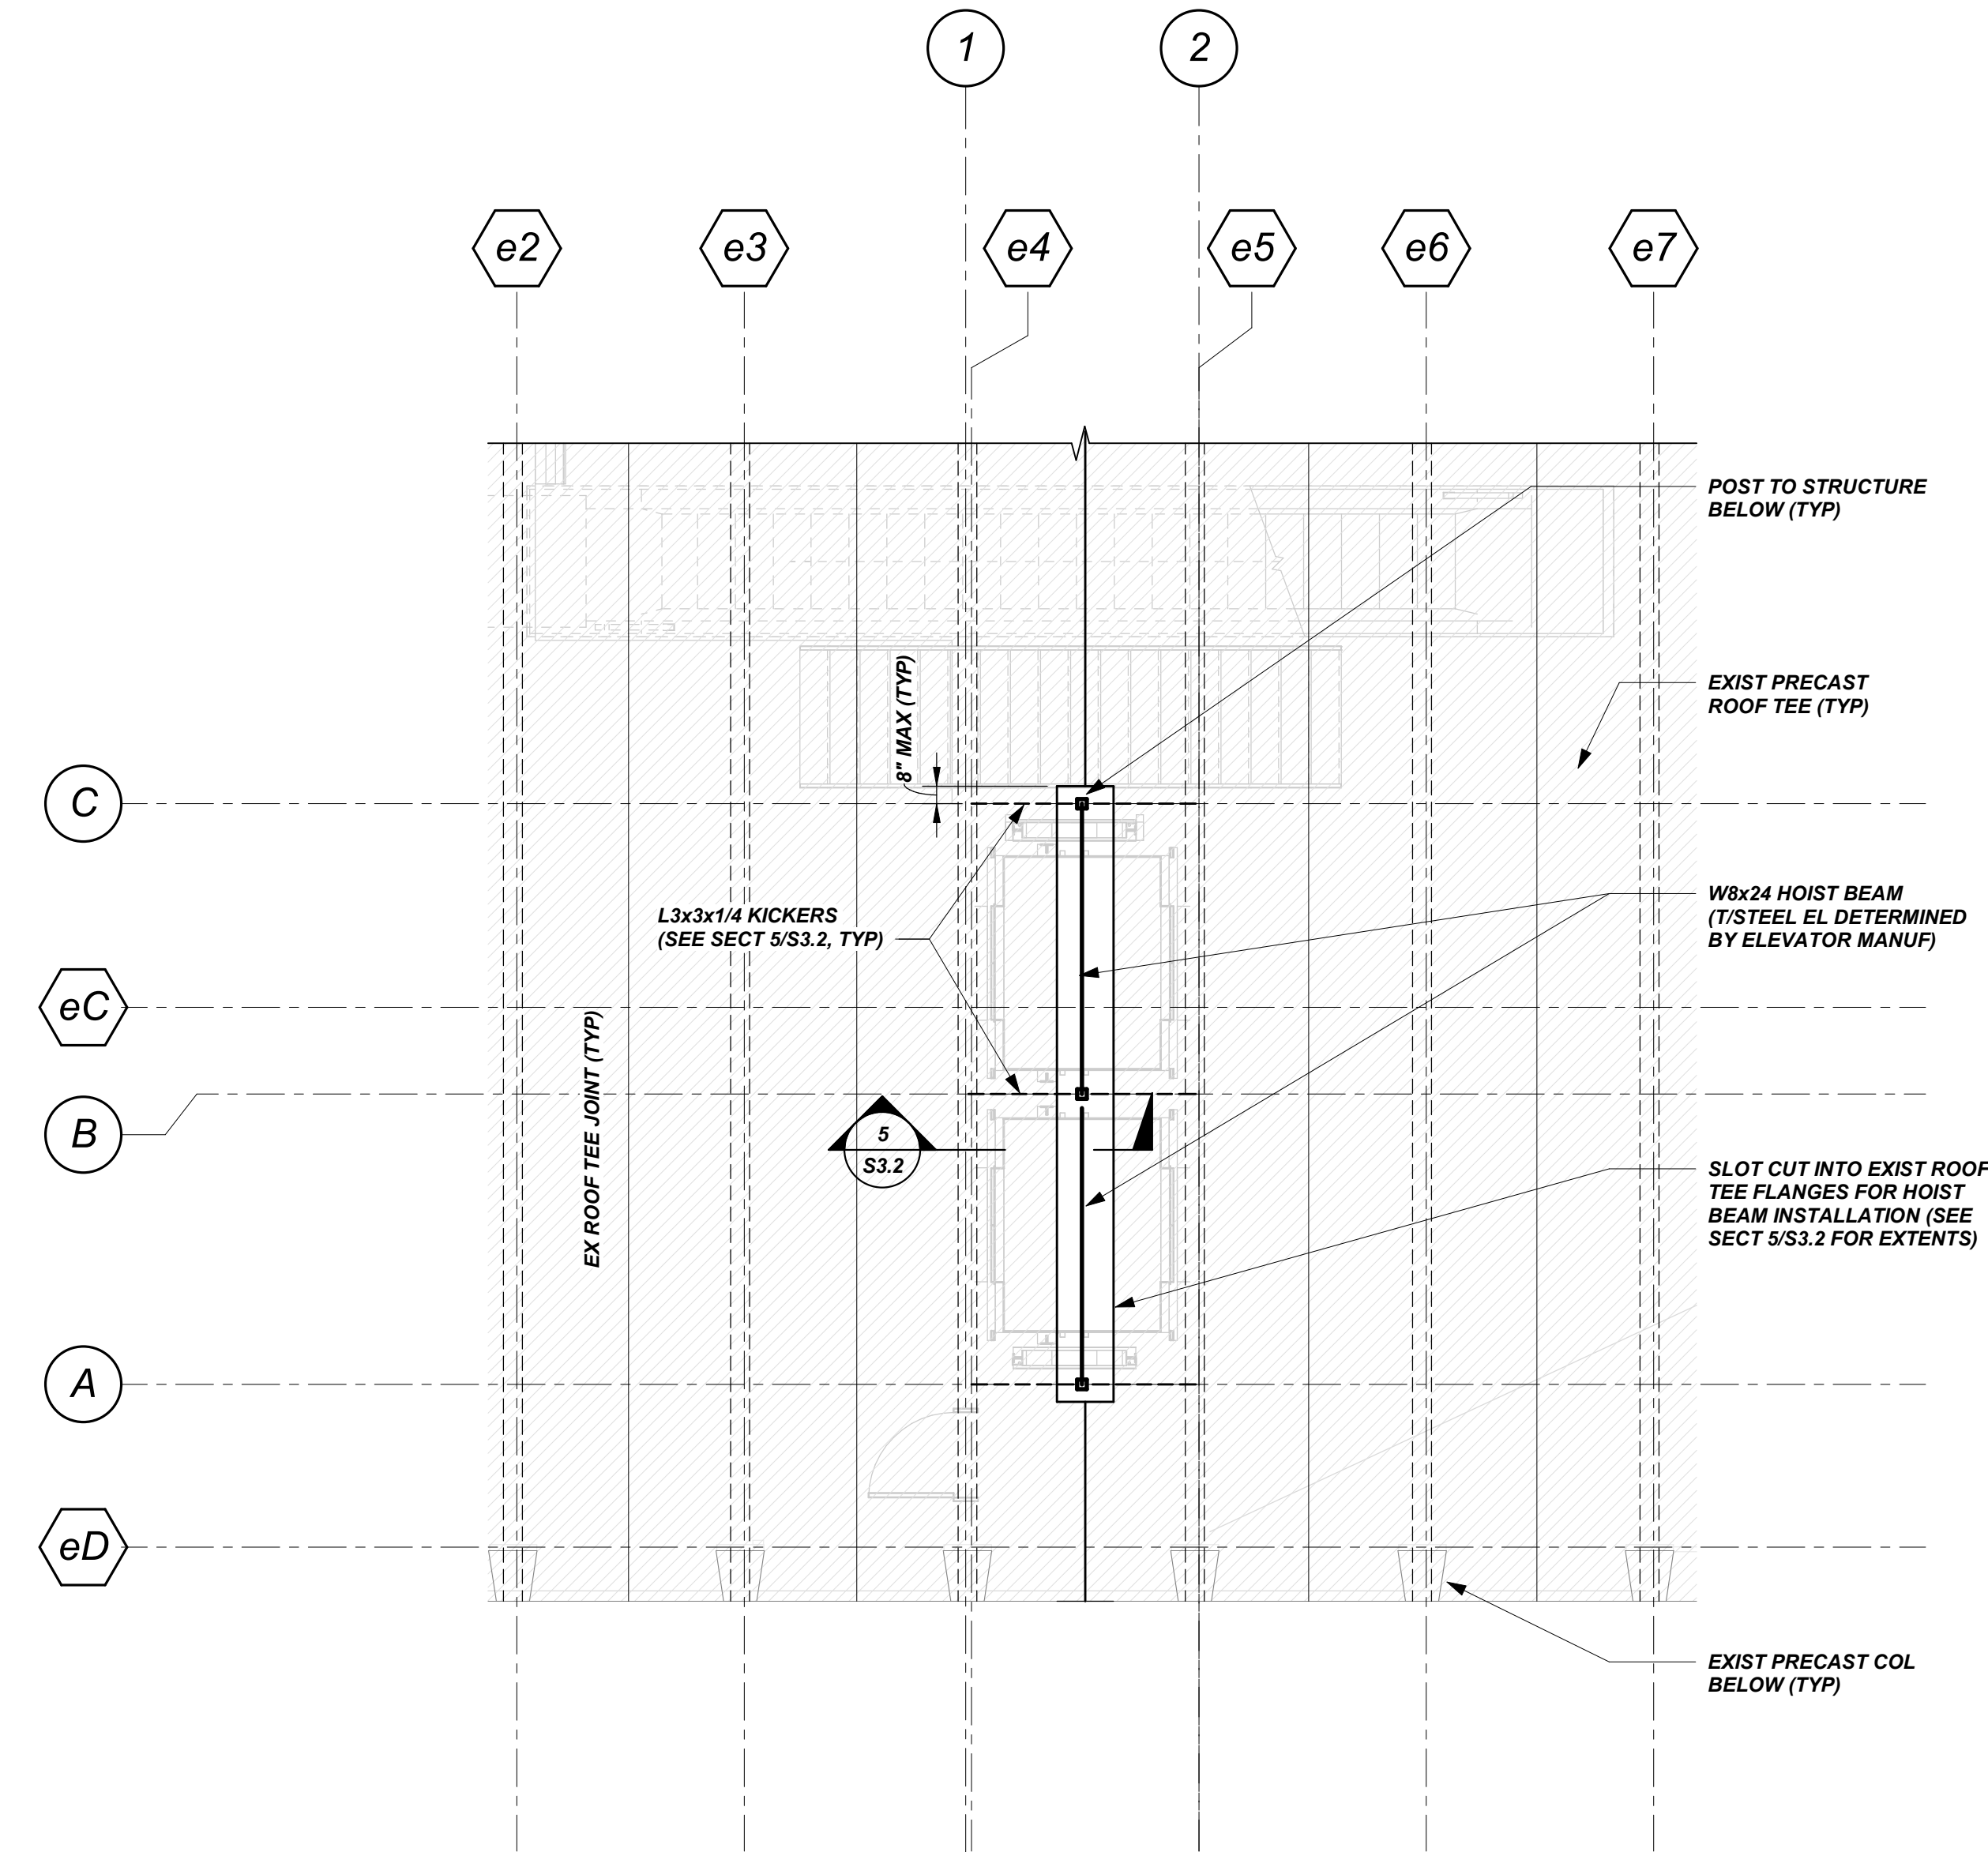 1
2
e2
e3
e4
e5
e6
e7
POST TO STRUCTURE
BELOW (TYP)
EXIST PRECAST
ROOF TEE (TYP)
8" MAX (TYP)
C
W8x24 HOIST BEAM
(T/STEEL EL DETERMINED
BY ELEVATOR MANUF)
L3x3x1/4 KICKERS
(SEE SECT 5/S3.2, TYP)
eC
EX ROOF TEE JOINT (TYP)
B
5
S3.2
SLOT CUT INTO EXIST ROOF
TEE FLANGES FOR HOIST
BEAM INSTALLATION (SEE
SECT 5/S3.2 FOR EXTENTS)
A
eD
EXIST PRECAST COL
BELOW (TYP)